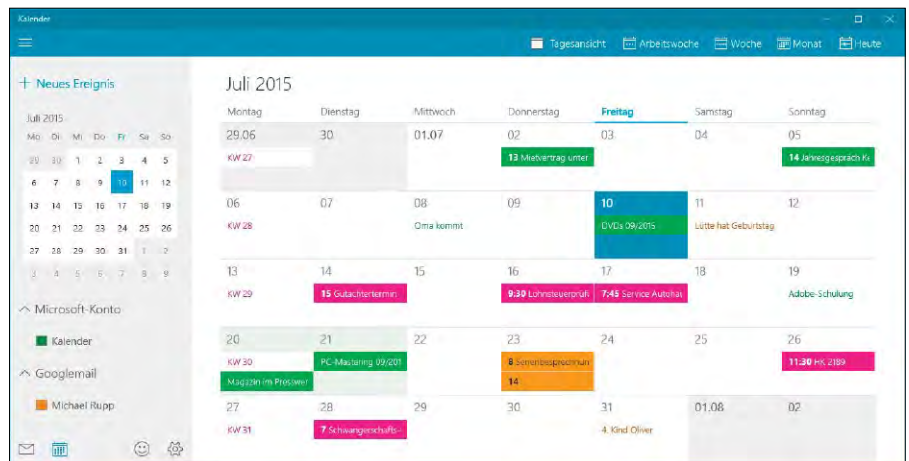 Kalender
Tagesansicht Arbeitswoche Woche Monat Heute
+ Neues Ereignis
Juli 2015
Mo Di Mi Do Fr Sa So
29 30 1 2 3 4 5
6 7 8 9 10 11 12
13 14 15 16 17 18 19
20 21 22 23 24 25 26
27 28 29 30 31 1 2
3 4 5 6 7 8 9
Microsoft-Konto
Kalender
Googlemail
Michael Rupp
Juli 2015
Montag Dienstag Mittwoch Donnerstag Freitag Samstag Sonntag
29.06 30 01.07 02 03 04 05
KW 27 13 Mietvertrag unter 14 Jahresgespräch Ke
06 07 08 09 10 11 12
KW 28 Oma kommt DVDs 09/2015 Lütte hat Geburtstag
13 14 15 16 17 18 19
KW 29 15 Gutachtertermin 9:30 Lohnsteuerprüf 7:45 Service Autohau Adobe-Schulung
20 21 22 23 24 25 26
KW 30 PC-Mastering 09/201 8 Serienbesprechnun 11:30 HK 2189
Magazin im Presswer 14
27 28 29 30 31 01.08 02
KW 31 7 Schwangerschafts- 4. Kind Oliver